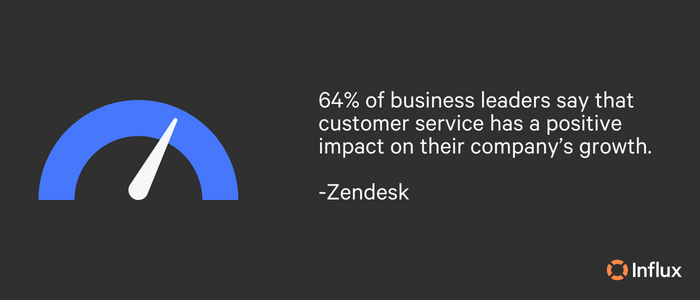 64% of business leaders say that
customer service has a positive
impact on their company’s growth.
-Zendesk
Influx